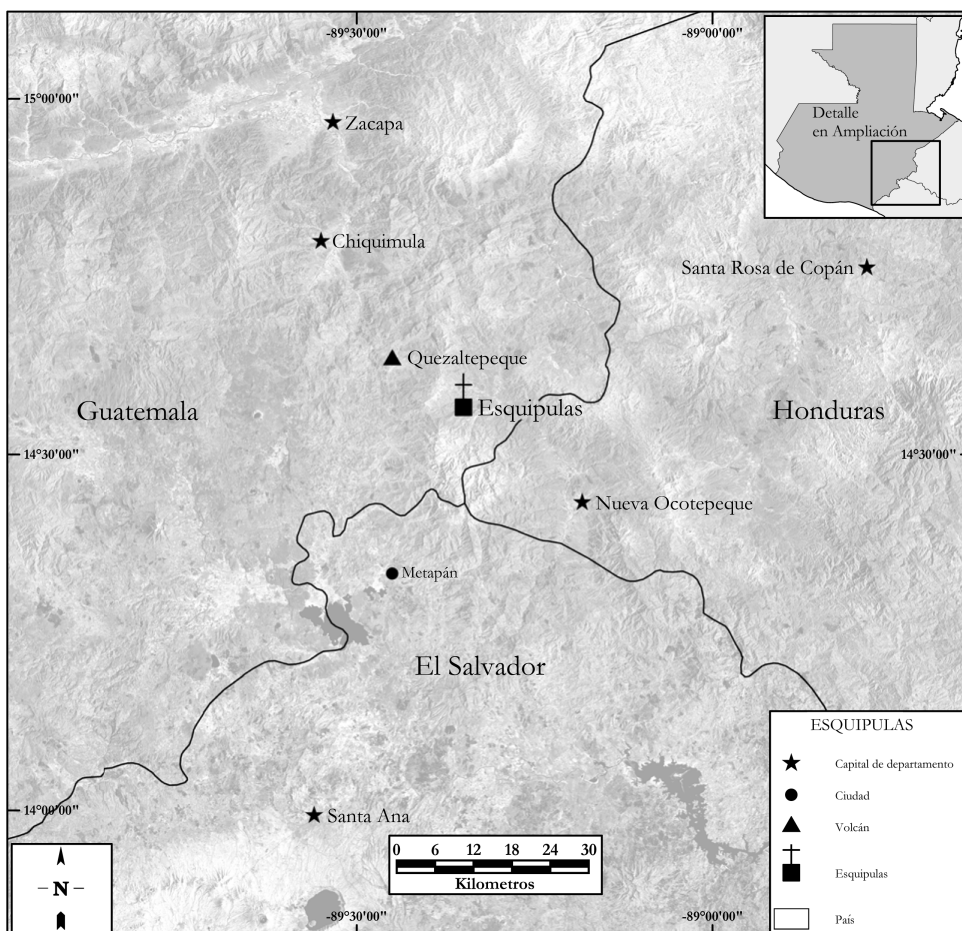 -89°30'00"
-89°00'00"
15°00'00"
Zacapa
Detalle
en Ampliación
Chiquimula
Santa Rosa de Copán
Quezaltepeque
Guatemala
Esquipulas
Honduras
14°30'00"
14°30'00"
Nueva Ocotepeque
Metapán
El Salvador
14°00'00"
Santa Ana
0 6 12 18 24 30
Kilometros
N
-89°30'00"
-89°00'00"
ESQUIPULAS
Capital de departamento
Ciudad
Volcán
Esquipulas
País